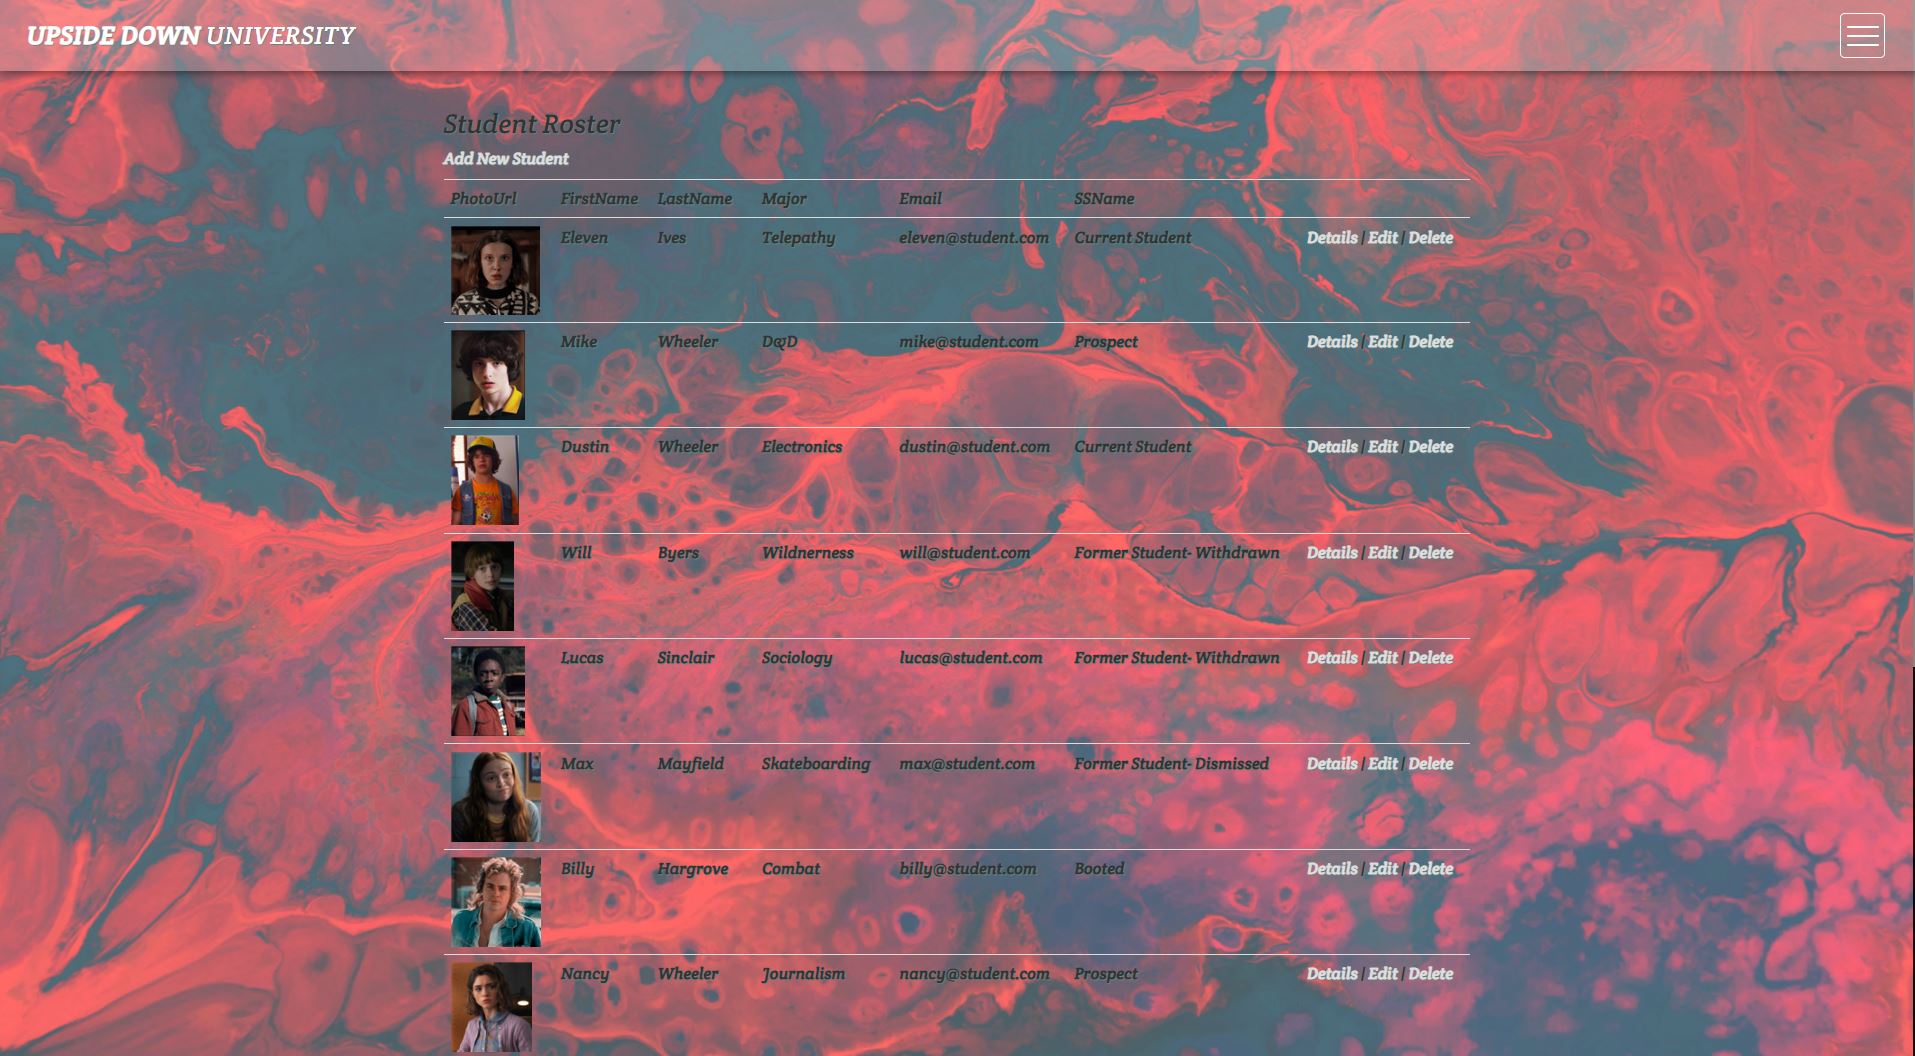 UPSIDE DOWN UNIVERSITY
Student Roster
Add New Student
PhotoUrl FirstName LastName Major Email SSName
Eleven Ives Telepathy eleven@student.com Current Student Details | Edit | Delete
Mike Wheeler D&D mike@student.com Prospect Details | Edit | Delete
Dustin Wheeler Electronics dustin@student.com Current Student Details | Edit | Delete
Will Byers Wildnerness will@student.com Former Student- Withdrawn Details | Edit | Delete
Lucas Sinclair Sociology lucas@student.com Former Student- Withdrawn Details | Edit | Delete
Max Mayfield Skateboarding max@student.com Former Student- Dismissed Details | Edit | Delete
Billy Hargrove Combat billy@student.com Booted Details | Edit | Delete
Nancy Wheeler Journalism nancy@student.com Prospect Details | Edit | Delete